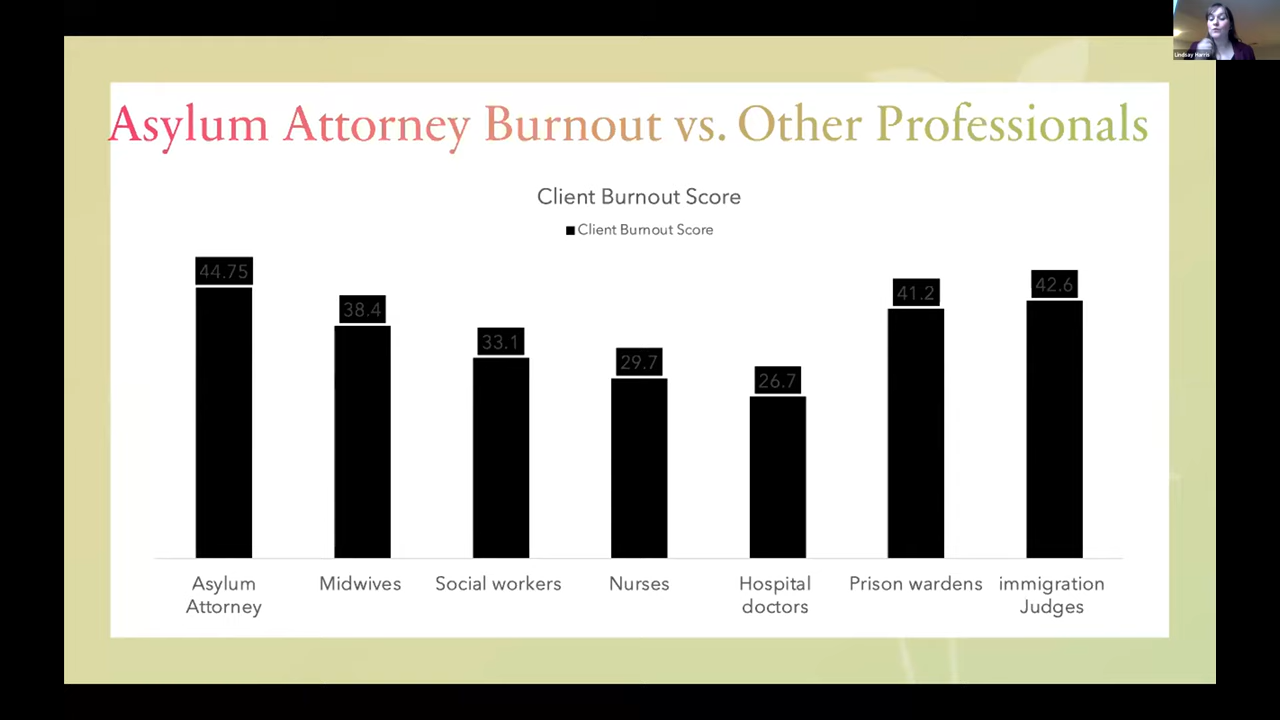 Lindsay Harris
Asylum Attorney Burnout vs. Other Professionals
Client Burnout Score
Client Burnout Score
44.75
38.4
33.1
29.7
26.7
41.2
42.6
Asylum
Attorney
Midwives
Social workers
Nurses
Hospital
doctors
Prison wardens
immigration
Judges